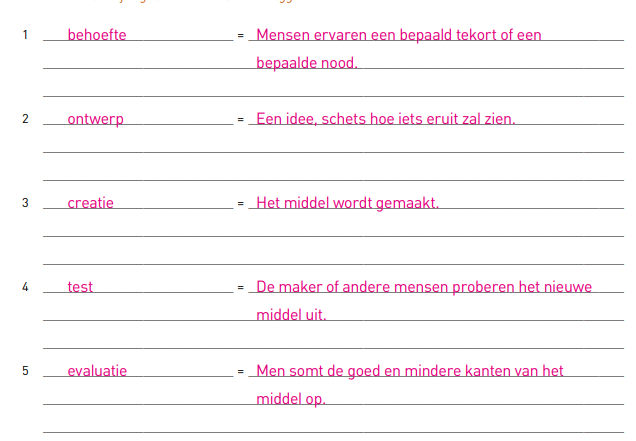 1 behoefte = Mensen ervaren een bepaald tekort of een
bepaalde nood.
2 ontwerp = Een idee, schets hoe iets eruit zal zien.
3 creatie = Het middel wordt gemaakt.
4 test = De maker of andere mensen proberen het nieuwe
middel uit.
5 evaluatie = Men somt de goed en mindere kanten van het
middel op.